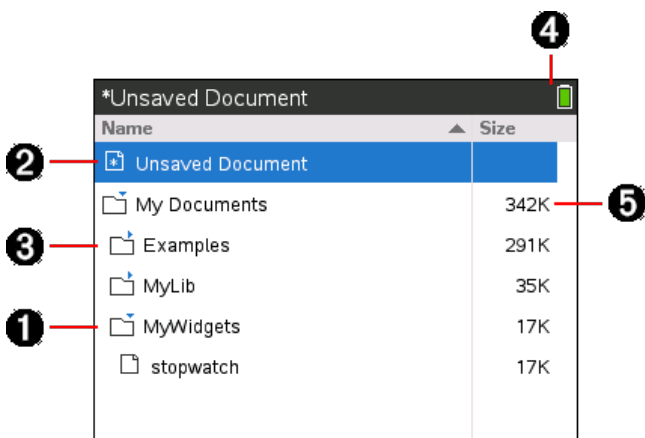 4
*Unsaved Document
Name Size
2 Unsaved Document
My Documents 342K 5
3 Examples 291K
MyLib 35K
1 MyWidgets 17K
stopwatch 17K